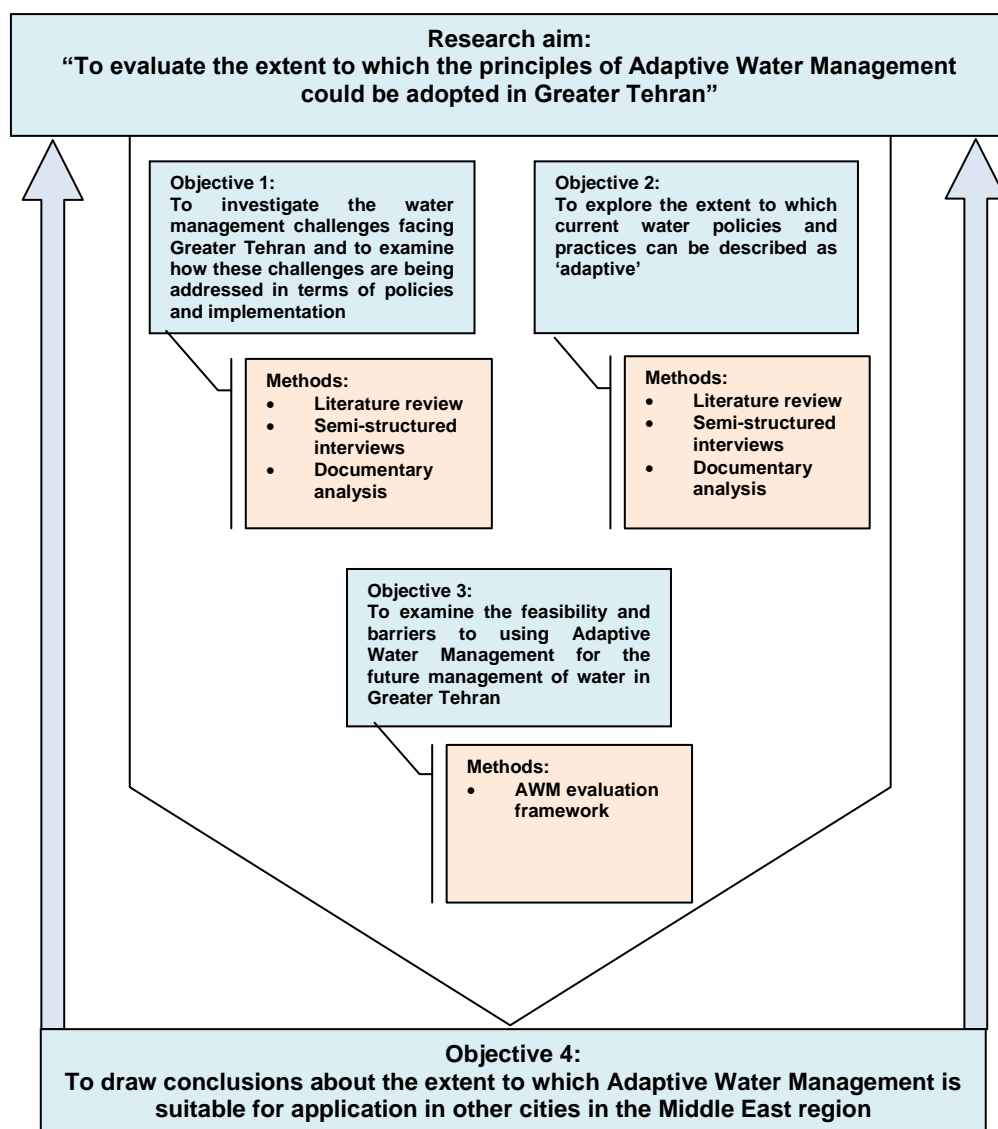 Research aim:
“To evaluate the extent to which the principles of Adaptive Water Management
could be adopted in Greater Tehran”
Objective 1:
To investigate the water
management challenges facing
Greater Tehran and to examine
how these challenges are being
addressed in terms of policies
and implementation
Methods:
• Literature review
• Semi-structured
interviews
• Documentary
analysis
Objective 2:
To explore the extent to which
current water policies and
practices can be described as
‘adaptive’
Methods:
• Literature review
• Semi-structured
interviews
• Documentary
analysis
Objective 3:
To examine the feasibility and
barriers to using Adaptive
Water Management for the
future management of water in
Greater Tehran
Methods:
• AWM evaluation
framework
Objective 4:
To draw conclusions about the extent to which Adaptive Water Management is
suitable for application in other cities in the Middle East region